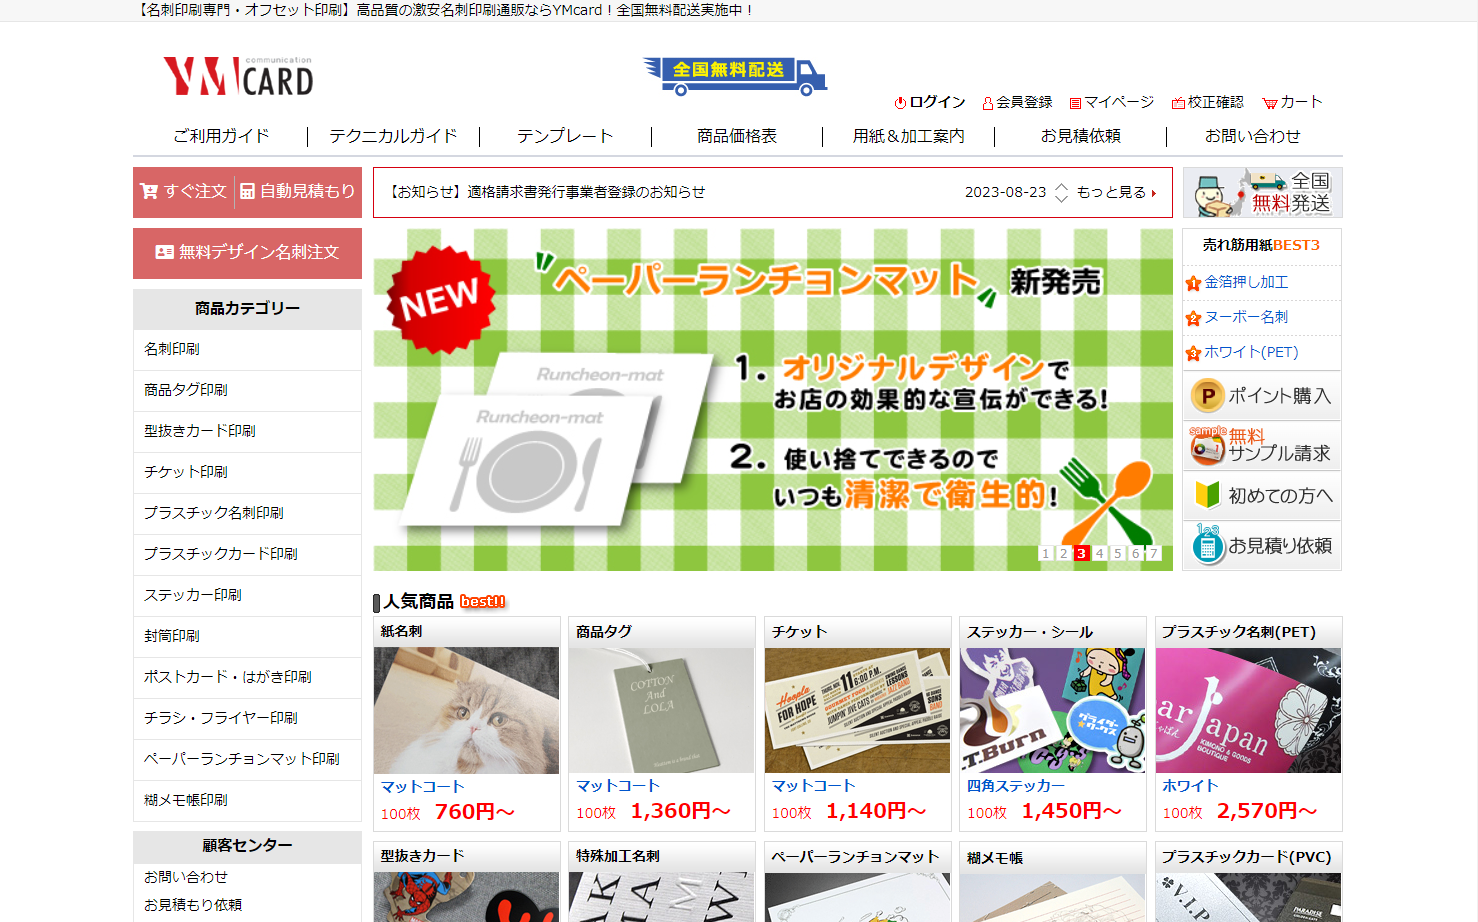 【名刺印刷専門・オフセット印刷】高品質の激安名刺印刷通販ならYMcard！全国無料配送実施中！
YM CARD communication
全国無料配送
ログイン 会員登録 マイページ 校正確認 カート
ご利用ガイド テクニカルガイド テンプレート 商品価格表 用紙＆加工案内 お見積依頼 お問い合わせ
すぐ注文 自動見積もり
【お知らせ】適格請求書発行事業者登録のお知らせ 2023-08-23 もっと見る
全国
無料発送
無料デザイン名刺注文
商品カテゴリー
名刺印刷
商品タグ印刷
型抜きカード印刷
チケット印刷
プラスチック名刺印刷
プラスチックカード印刷
ステッカー印刷
封筒印刷
ポストカード・はがき印刷
チラシ・フライヤー印刷
ペーパーランチョンマット印刷
糊メモ帳印刷
顧客センター
お問い合わせ
お見積もり依頼
NEW
ペーパーランチョンマット 新発売
Runcheon-mat
Runcheon-mat
1. オリジナルデザインで
お店の効果的な宣伝ができる!
2. 使い捨てできるので
いつも清潔で衛生的!
1 2 3 4 5 6 7
売れ筋用紙BEST3
1 金箔押し加工
2 ヌーボー名刺
3 ホワイト(PET)
P ポイント購入
sample 無料
サンプル請求
初めての方へ
123
お見積り依頼
人気商品 best!!
紙名刺
マットコート
100枚 760円〜
商品タグ
COTTON
And
LOLA
マットコート
100枚 1,360円〜
チケット
Hoopla
FOR HOPE
11 6:00 P.M.
マットコート
100枚 1,140円〜
ステッカー・シール
T.Burn
グライダー
ワークス
四角ステッカー
100枚 1,450円〜
プラスチック名刺(PET)
ar Japan
じゃぱん
KIMONO & GOODS
BOUTIQUE
ホワイト
100枚 2,570円〜
型抜きカード
特殊加工名刺
ペーパーランチョンマット
糊メモ帳
プラスチックカード(PVC)
V.I.P
PARADISE